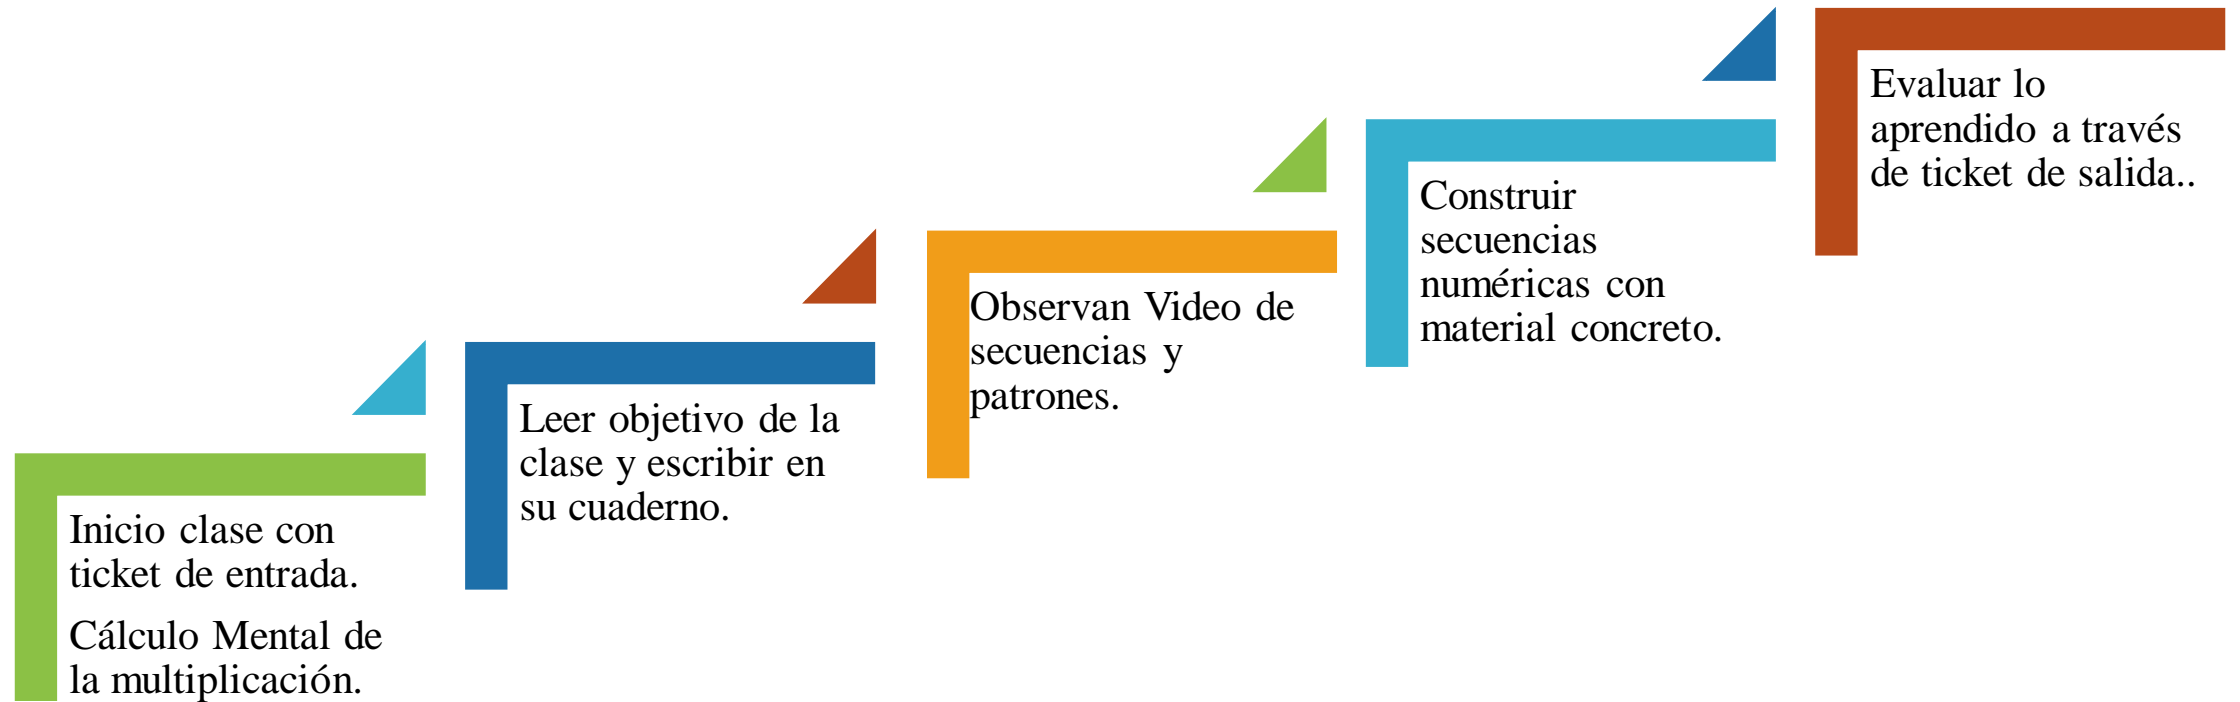 Inicio clase con
ticket de entrada.
Cálculo Mental de
la multiplicación.
Leer objetivo de la
clase y escribir en
su cuaderno.
Observan Video de
secuencias y
patrones.
Construir
secuencias
numéricas con
material concreto.
Evaluar lo
aprendido a través
de ticket de salida..